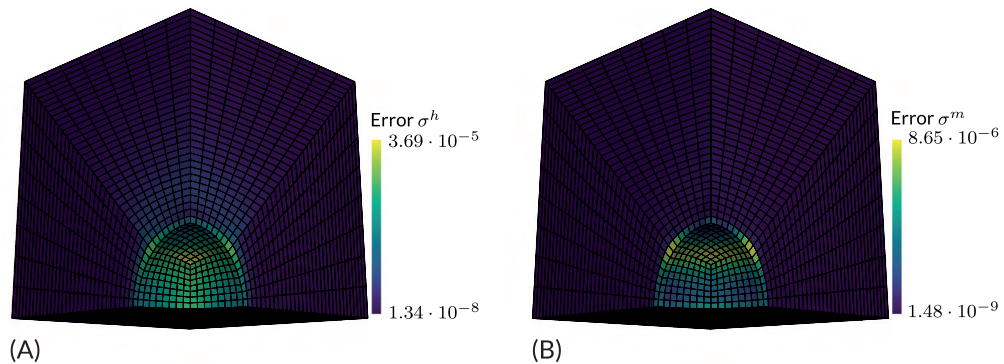 Error σ^h
3.69 · 10^−5
1.34 · 10^−8
(A)
Error σ^m
8.65 · 10^−6
1.48 · 10^−9
(B)